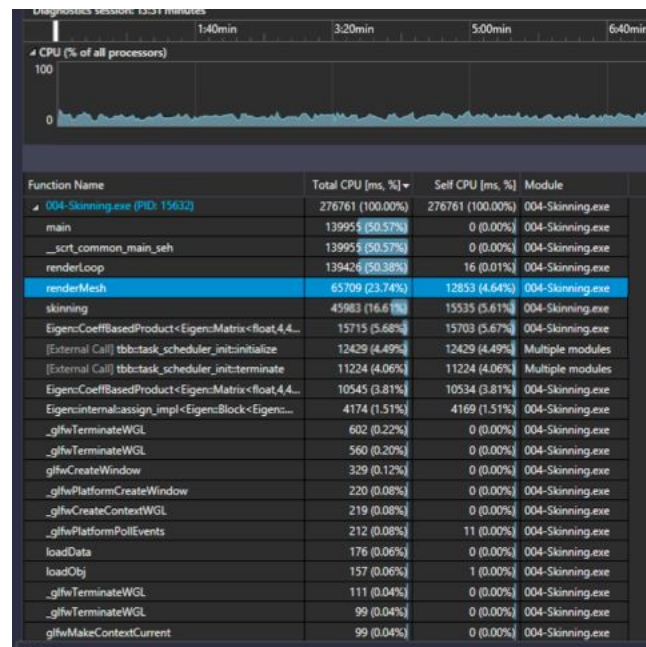 Diagnostics session: 13:31 minutes
1:40min 3:20min 5:00min 6:40min
CPU (% of all processors)
100
0
Function Name Total CPU [ms, %] Self CPU [ms, %] Module
004-Skinning.exe (PID: 15632) 276761 (100.00%) 276761 (100.00%) 004-Skinning.exe
main 139955 (50.57%) 0 (0.00%) 004-Skinning.exe
__scrt_common_main_seh 139955 (50.57%) 0 (0.00%) 004-Skinning.exe
renderLoop 139426 (50.38%) 16 (0.01%) 004-Skinning.exe
renderMesh 65709 (23.74%) 12853 (4.64%) 004-Skinning.exe
skinning 45983 (16.61%) 15535 (5.61%) 004-Skinning.exe
Eigen::CoeffBasedProduct<Eigen::Matrix<float,4,4... 15715 (5.68%) 15703 (5.67%) 004-Skinning.exe
[External Call] tbb::task_scheduler_init::initialize 12429 (4.49%) 12429 (4.49%) Multiple modules
[External Call] tbb::task_scheduler_init::terminate 11224 (4.06%) 11224 (4.06%) Multiple modules
Eigen::CoeffBasedProduct<Eigen::Matrix<float,4,4... 10545 (3.81%) 10534 (3.81%) 004-Skinning.exe
Eigen::internal::assign_impl<Eigen::Block<Eigen::... 4174 (1.51%) 4169 (1.51%) 004-Skinning.exe
_glfwTerminateWGL 602 (0.22%) 0 (0.00%) 004-Skinning.exe
_glfwTerminateWGL 560 (0.20%) 0 (0.00%) 004-Skinning.exe
glfwCreateWindow 329 (0.12%) 0 (0.00%) 004-Skinning.exe
_glfwPlatformCreateWindow 220 (0.08%) 0 (0.00%) 004-Skinning.exe
_glfwCreateContextWGL 219 (0.08%) 0 (0.00%) 004-Skinning.exe
_glfwPlatformPollEvents 212 (0.08%) 11 (0.00%) 004-Skinning.exe
loadData 176 (0.06%) 0 (0.00%) 004-Skinning.exe
loadObj 157 (0.06%) 1 (0.00%) 004-Skinning.exe
_glfwTerminateWGL 111 (0.04%) 0 (0.00%) 004-Skinning.exe
_glfwTerminateWGL 99 (0.04%) 0 (0.00%) 004-Skinning.exe
glfwMakeContextCurrent 99 (0.04%) 0 (0.00%) 004-Skinning.exe